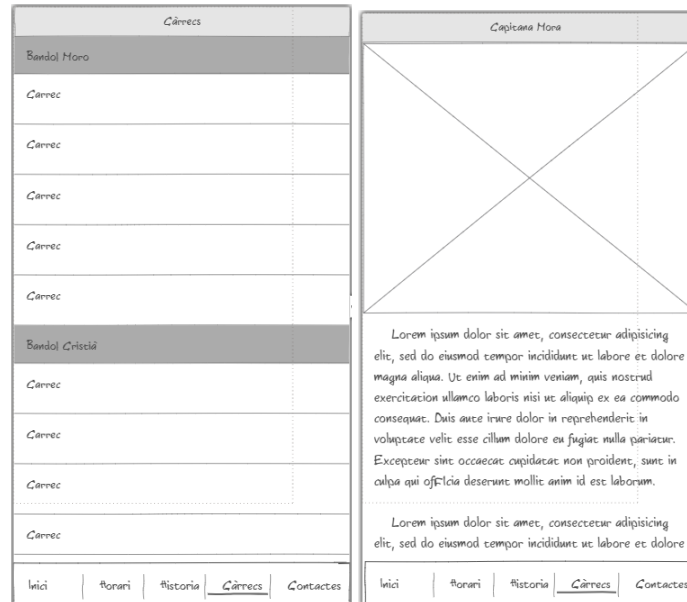 Càrrecs
Bandol Moro
Carrec
Carrec
Carrec
Carrec
Carrec
Bandol Cristià
Carrec
Carrec
Carrec
Carrec
Inici Horari Historia Càrrecs Contactes
Capitana Mora
Lorem ipsum dolor sit amet, consectetur adipisicing
elit, sed do eiusmod tempor incididunt ut labore et dolore
magna aliqua. Ut enim ad minim veniam, quis nostrud
exercitation ullamco laboris nisi ut aliquip ex ea commodo
consequat. Duis aute irure dolor in reprehenderit in
voluptate velit esse cillum dolore eu fugiat nulla pariatur.
Excepteur sint occaecat cupidatat non proident, sunt in
culpa qui officia deserunt mollit anim id est laborum.
Lorem ipsum dolor sit amet, consectetur adipisicing
elit, sed do eiusmod tempor incididunt ut labore et dolore
Inici Horari Historia Càrrecs Contactes